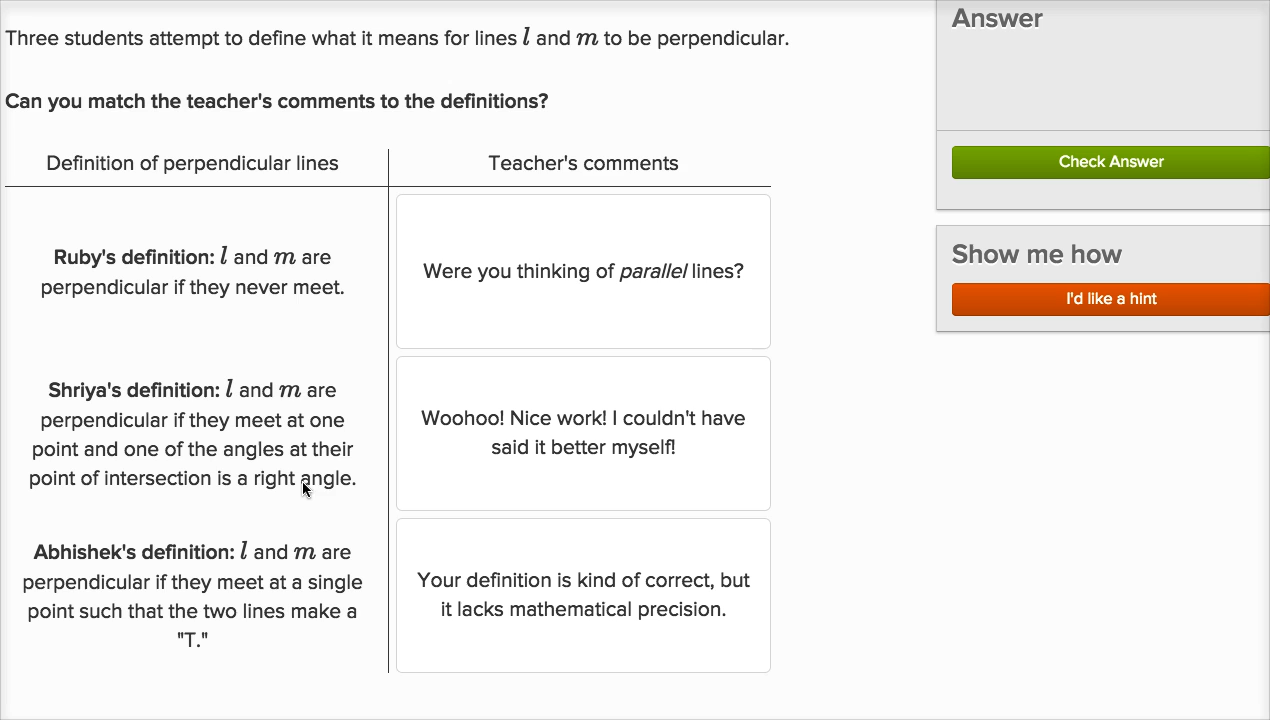 Three students attempt to define what it means for lines l and m to be perpendicular.
Can you match the teacher's comments to the definitions?
Definition of perpendicular lines
Teacher's comments
Ruby's definition: l and m are
perpendicular if they never meet.
Were you thinking of parallel lines?
Shriya's definition: l and m are
perpendicular if they meet at one
point and one of the angles at their
point of intersection is a right angle.
Woohoo! Nice work! I couldn't have
said it better myself!
Abhishek's definition: l and m are
perpendicular if they meet at a single
point such that the two lines make a
"T."
Your definition is kind of correct, but
it lacks mathematical precision.
Answer
Check Answer
Show me how
I'd like a hint